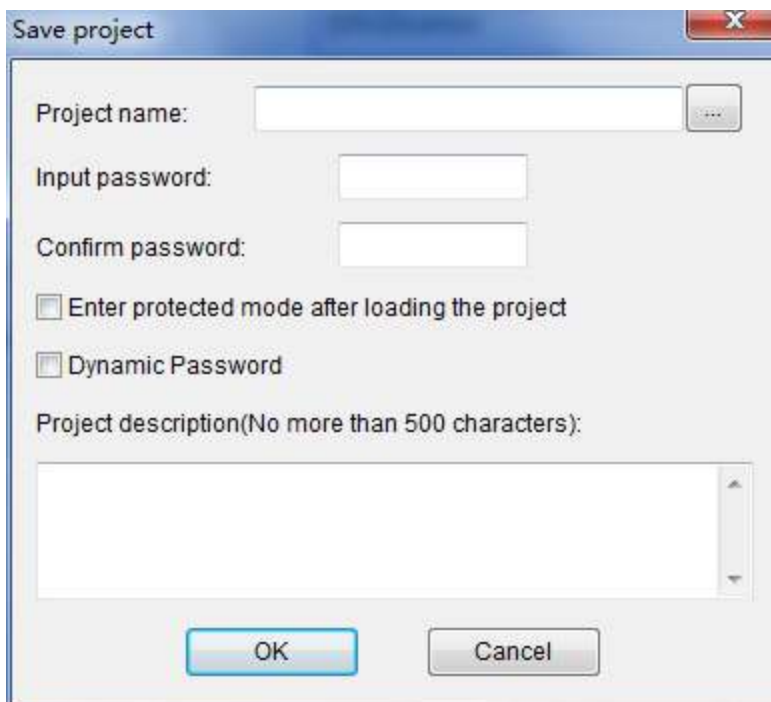 Save project
Project name:
...
Input password:
Confirm password:
Enter protected mode after loading the project
Dynamic Password
Project description(No more than 500 characters):
OK Cancel